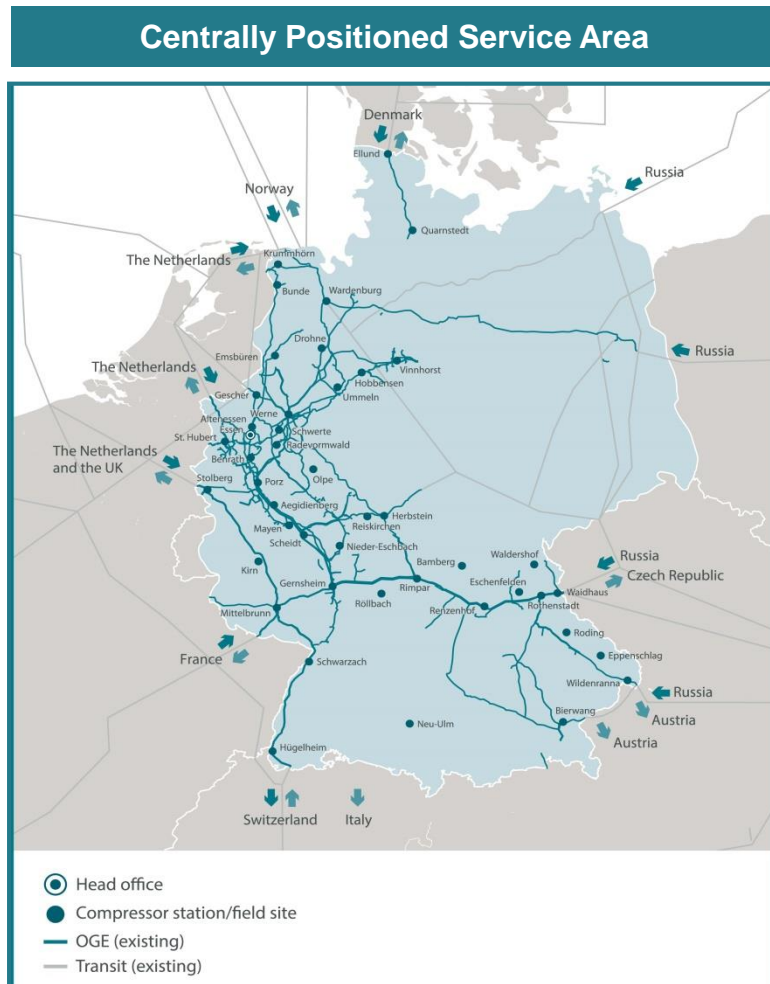 Centrally Positioned Service Area
Denmark
Ellund
Russia
Norway
Quarnstedt
The Netherlands
Krummhörn
Bunde
Wardenburg
Drohne
Emsbüren
Vinnhorst
Russia
The Netherlands
Hobbensen
Ummeln
Gescher
Werne
Altenessen
Essen
Schwerte
St. Hubert
Radevormwald
The Netherlands
and the UK
Benrath
Olpe
Stolberg
Porz
Aegidienberg
Herbstein
Reiskirchen
Mayen
Scheidt
Nieder-Eschbach
Bamberg
Waldershof
Russia
Kirn
Czech Republic
Gernsheim
Rimpar
Eschenfelden
Waidhaus
Röllbach
Renzenhof
Rothenstadt
Mittelbrunn
Roding
France
Schwarzach
Eppenschlag
Wildenranna
Russia
Bierwang
Austria
Neu-Ulm
Austria
Hügelheim
Switzerland
Italy
Head office
Compressor station/field site
OGE (existing)
Transit (existing)